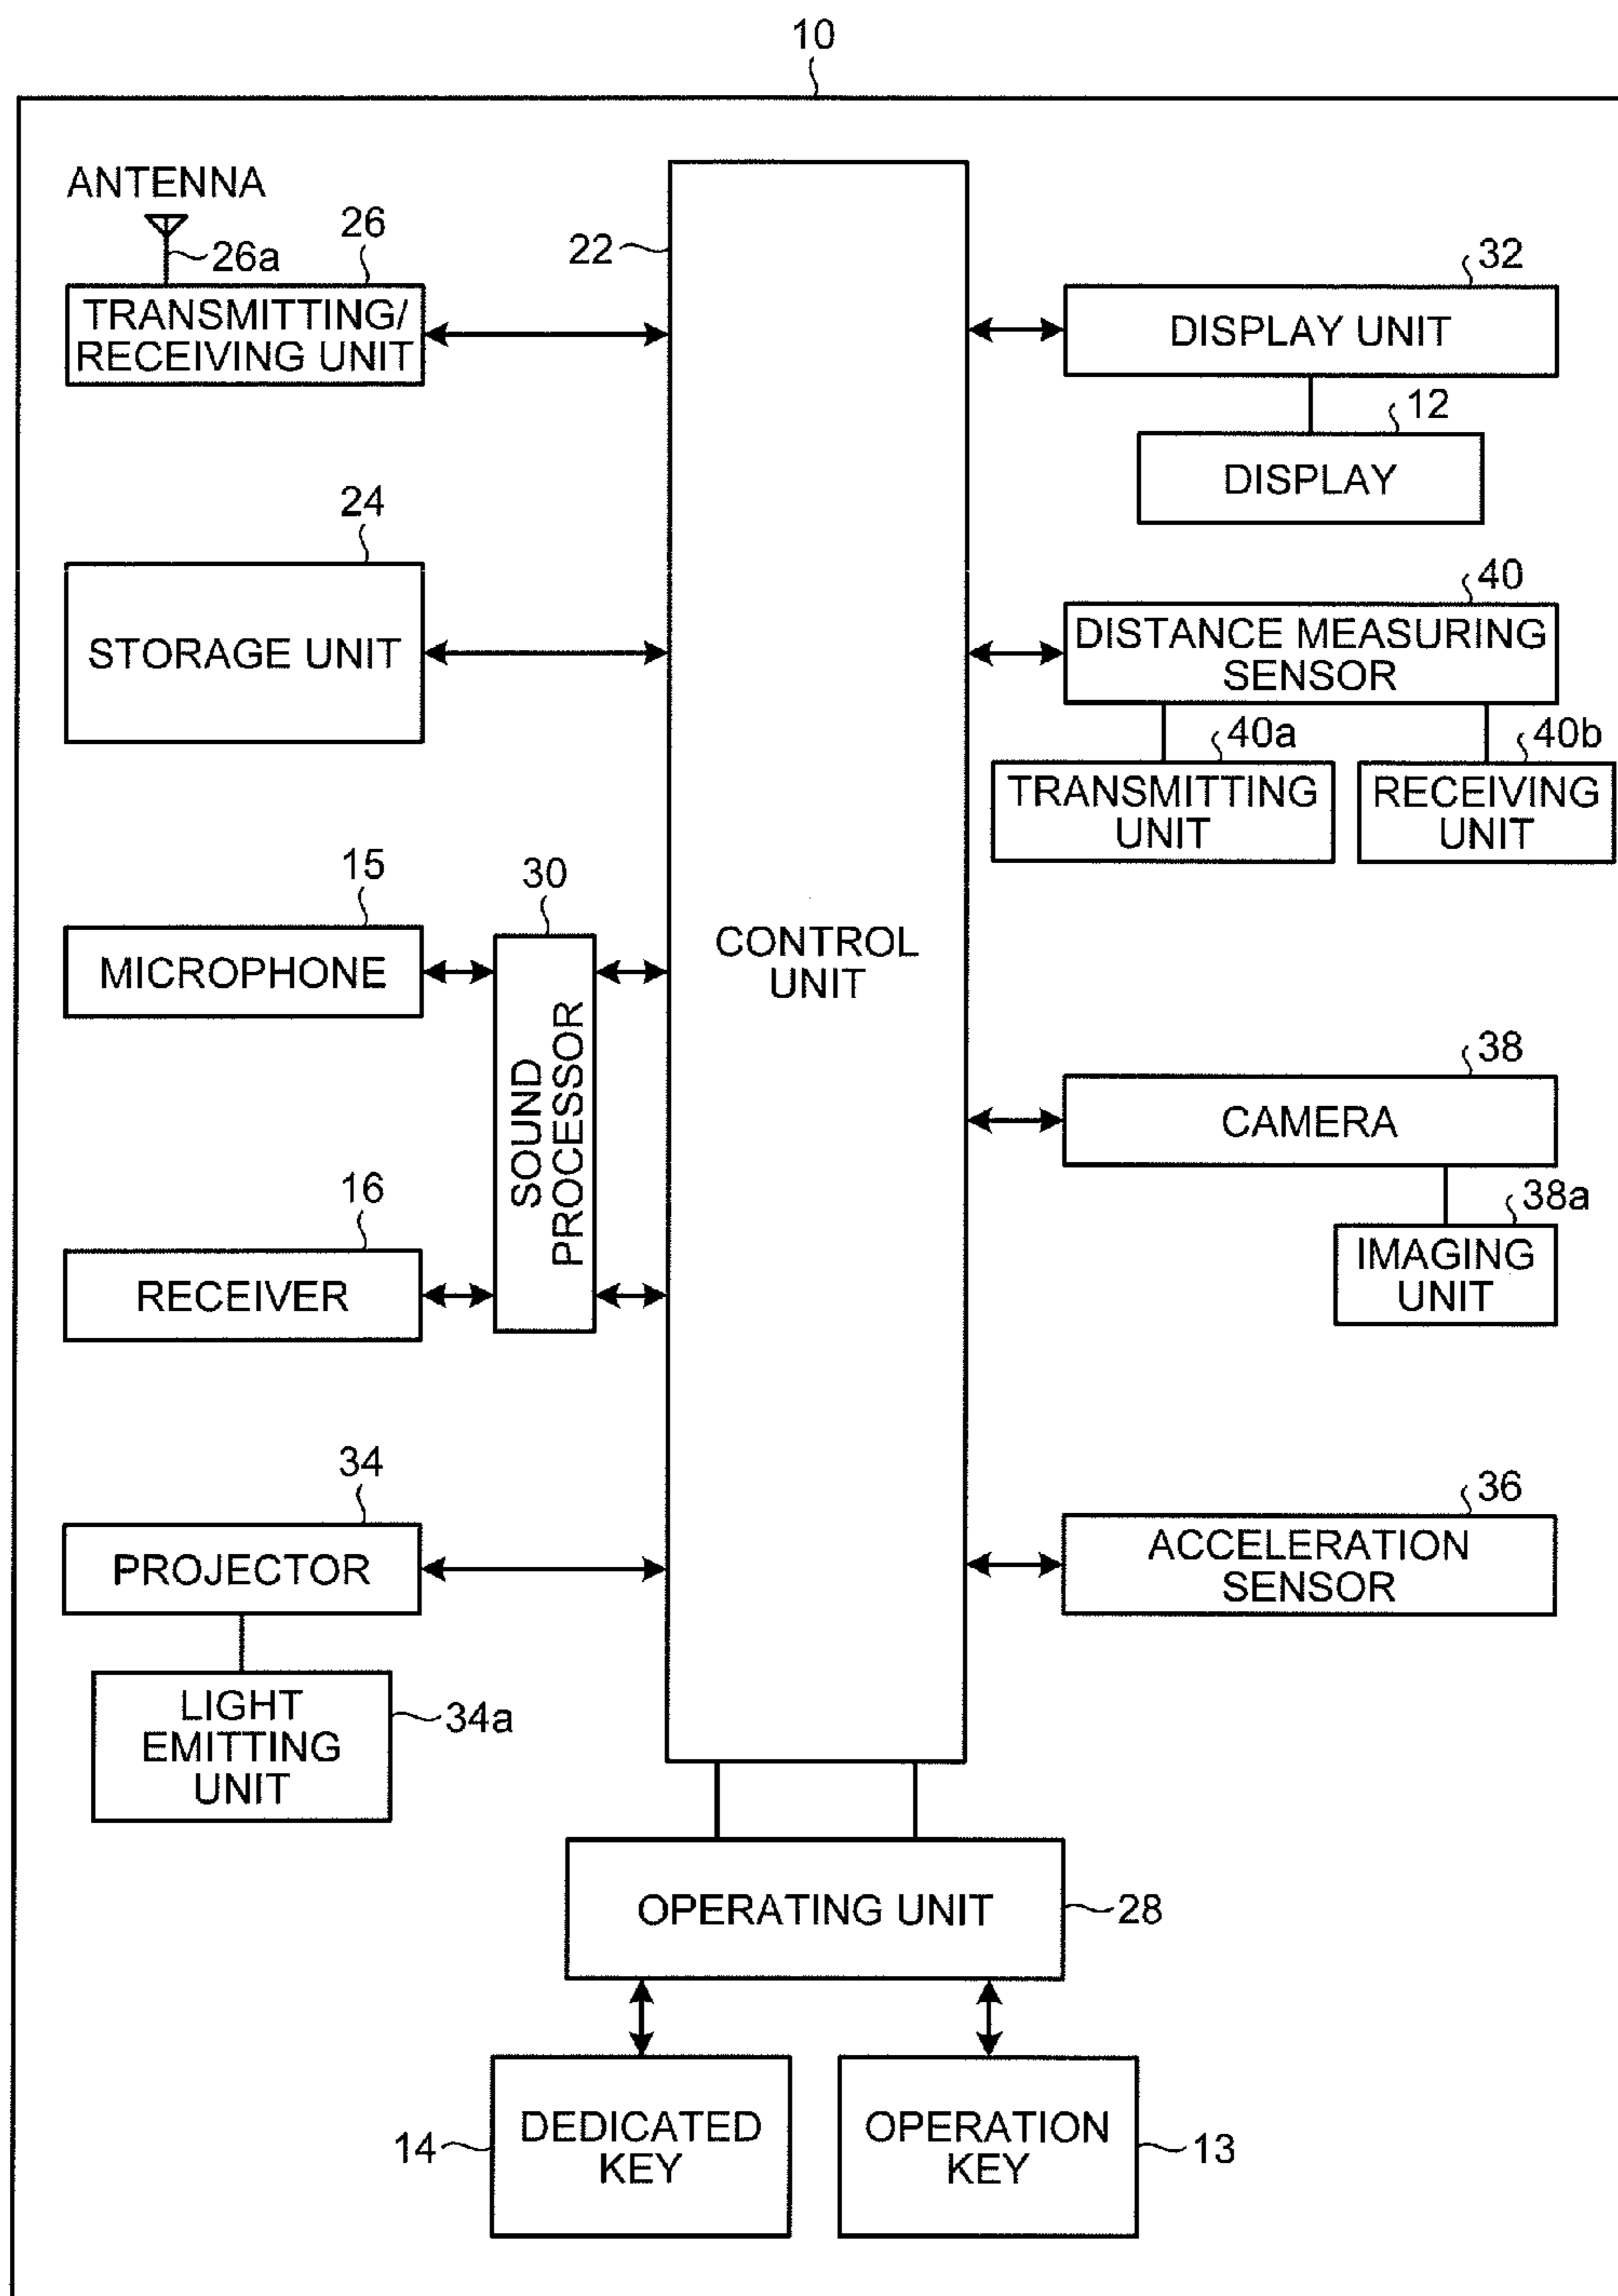 10
ANTENNA
26a
26
TRANSMITTING/
RECEIVING UNIT
24
STORAGE UNIT
15
MICROPHONE
30
SOUND
PROCESSOR
16
RECEIVER
34
PROJECTOR
LIGHT
EMITTING
UNIT
34a
22
CONTROL
UNIT
32
DISPLAY UNIT
12
DISPLAY
40
DISTANCE MEASURING
SENSOR
40a
TRANSMITTING
UNIT
40b
RECEIVING
UNIT
38
CAMERA
38a
IMAGING
UNIT
36
ACCELERATION
SENSOR
OPERATING UNIT
28
14
DEDICATED
KEY
OPERATION
KEY
13